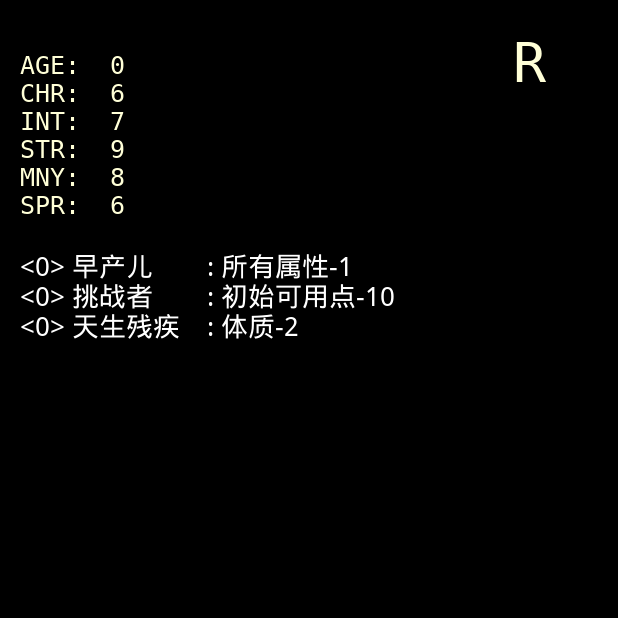 R
AGE: 0
CHR: 6
INT: 7
STR: 9
MNY: 8
SPR: 6
<0> 早产儿 : 所有属性-1
<0> 挑战者 : 初始可用点-10
<0> 天生残疾 : 体质-2